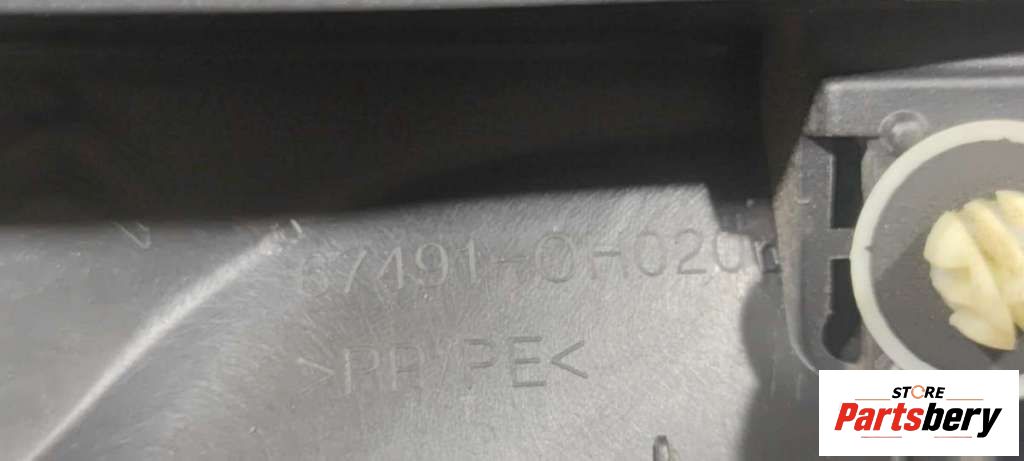 67491-0H020
>PP/PE<
STORE
Partsbery